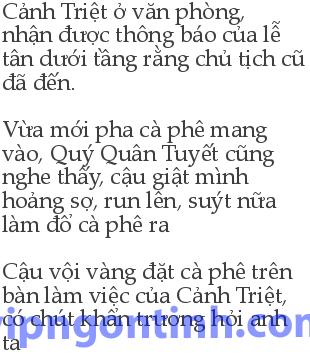 Cảnh Triệt ở văn phòng,
nhận được thông báo của lễ
tân dưới tầng rằng chủ tịch cũ
đã đến.
Vừa mới pha cà phê mang
vào, Quý Quân Tuyết cũng
nghe thấy, cậu giật mình
hoảng sợ, run lên, suýt nữa
làm đổ cà phê ra
Cậu vội vàng đặt cà phê trên
bàn làm việc của Cảnh Triệt,
có chút khẩn trương hỏi anh
ta
ipngontinh.com